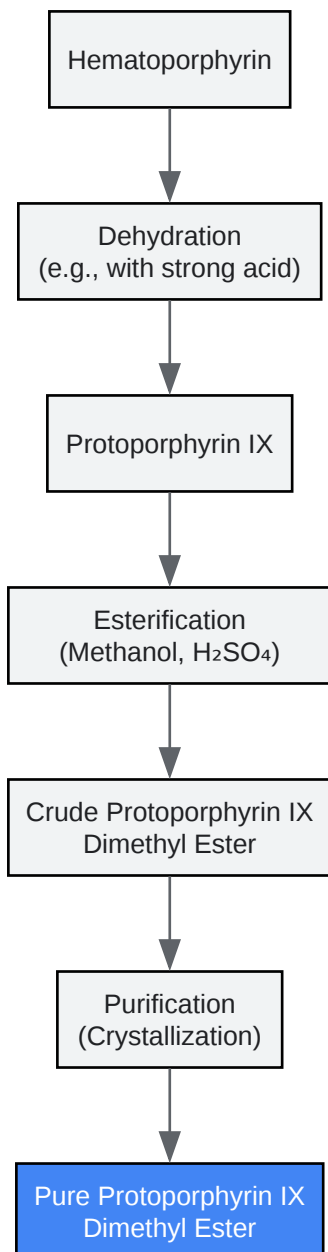 Hematoporphyrin
Dehydration
(e.g., with strong acid)
Protoporphyrin IX
Esterification
(Methanol, H₂SO₄)
Crude Protoporphyrin IX
Dimethyl Ester
Purification
(Crystallization)
Pure Protoporphyrin IX
Dimethyl Ester